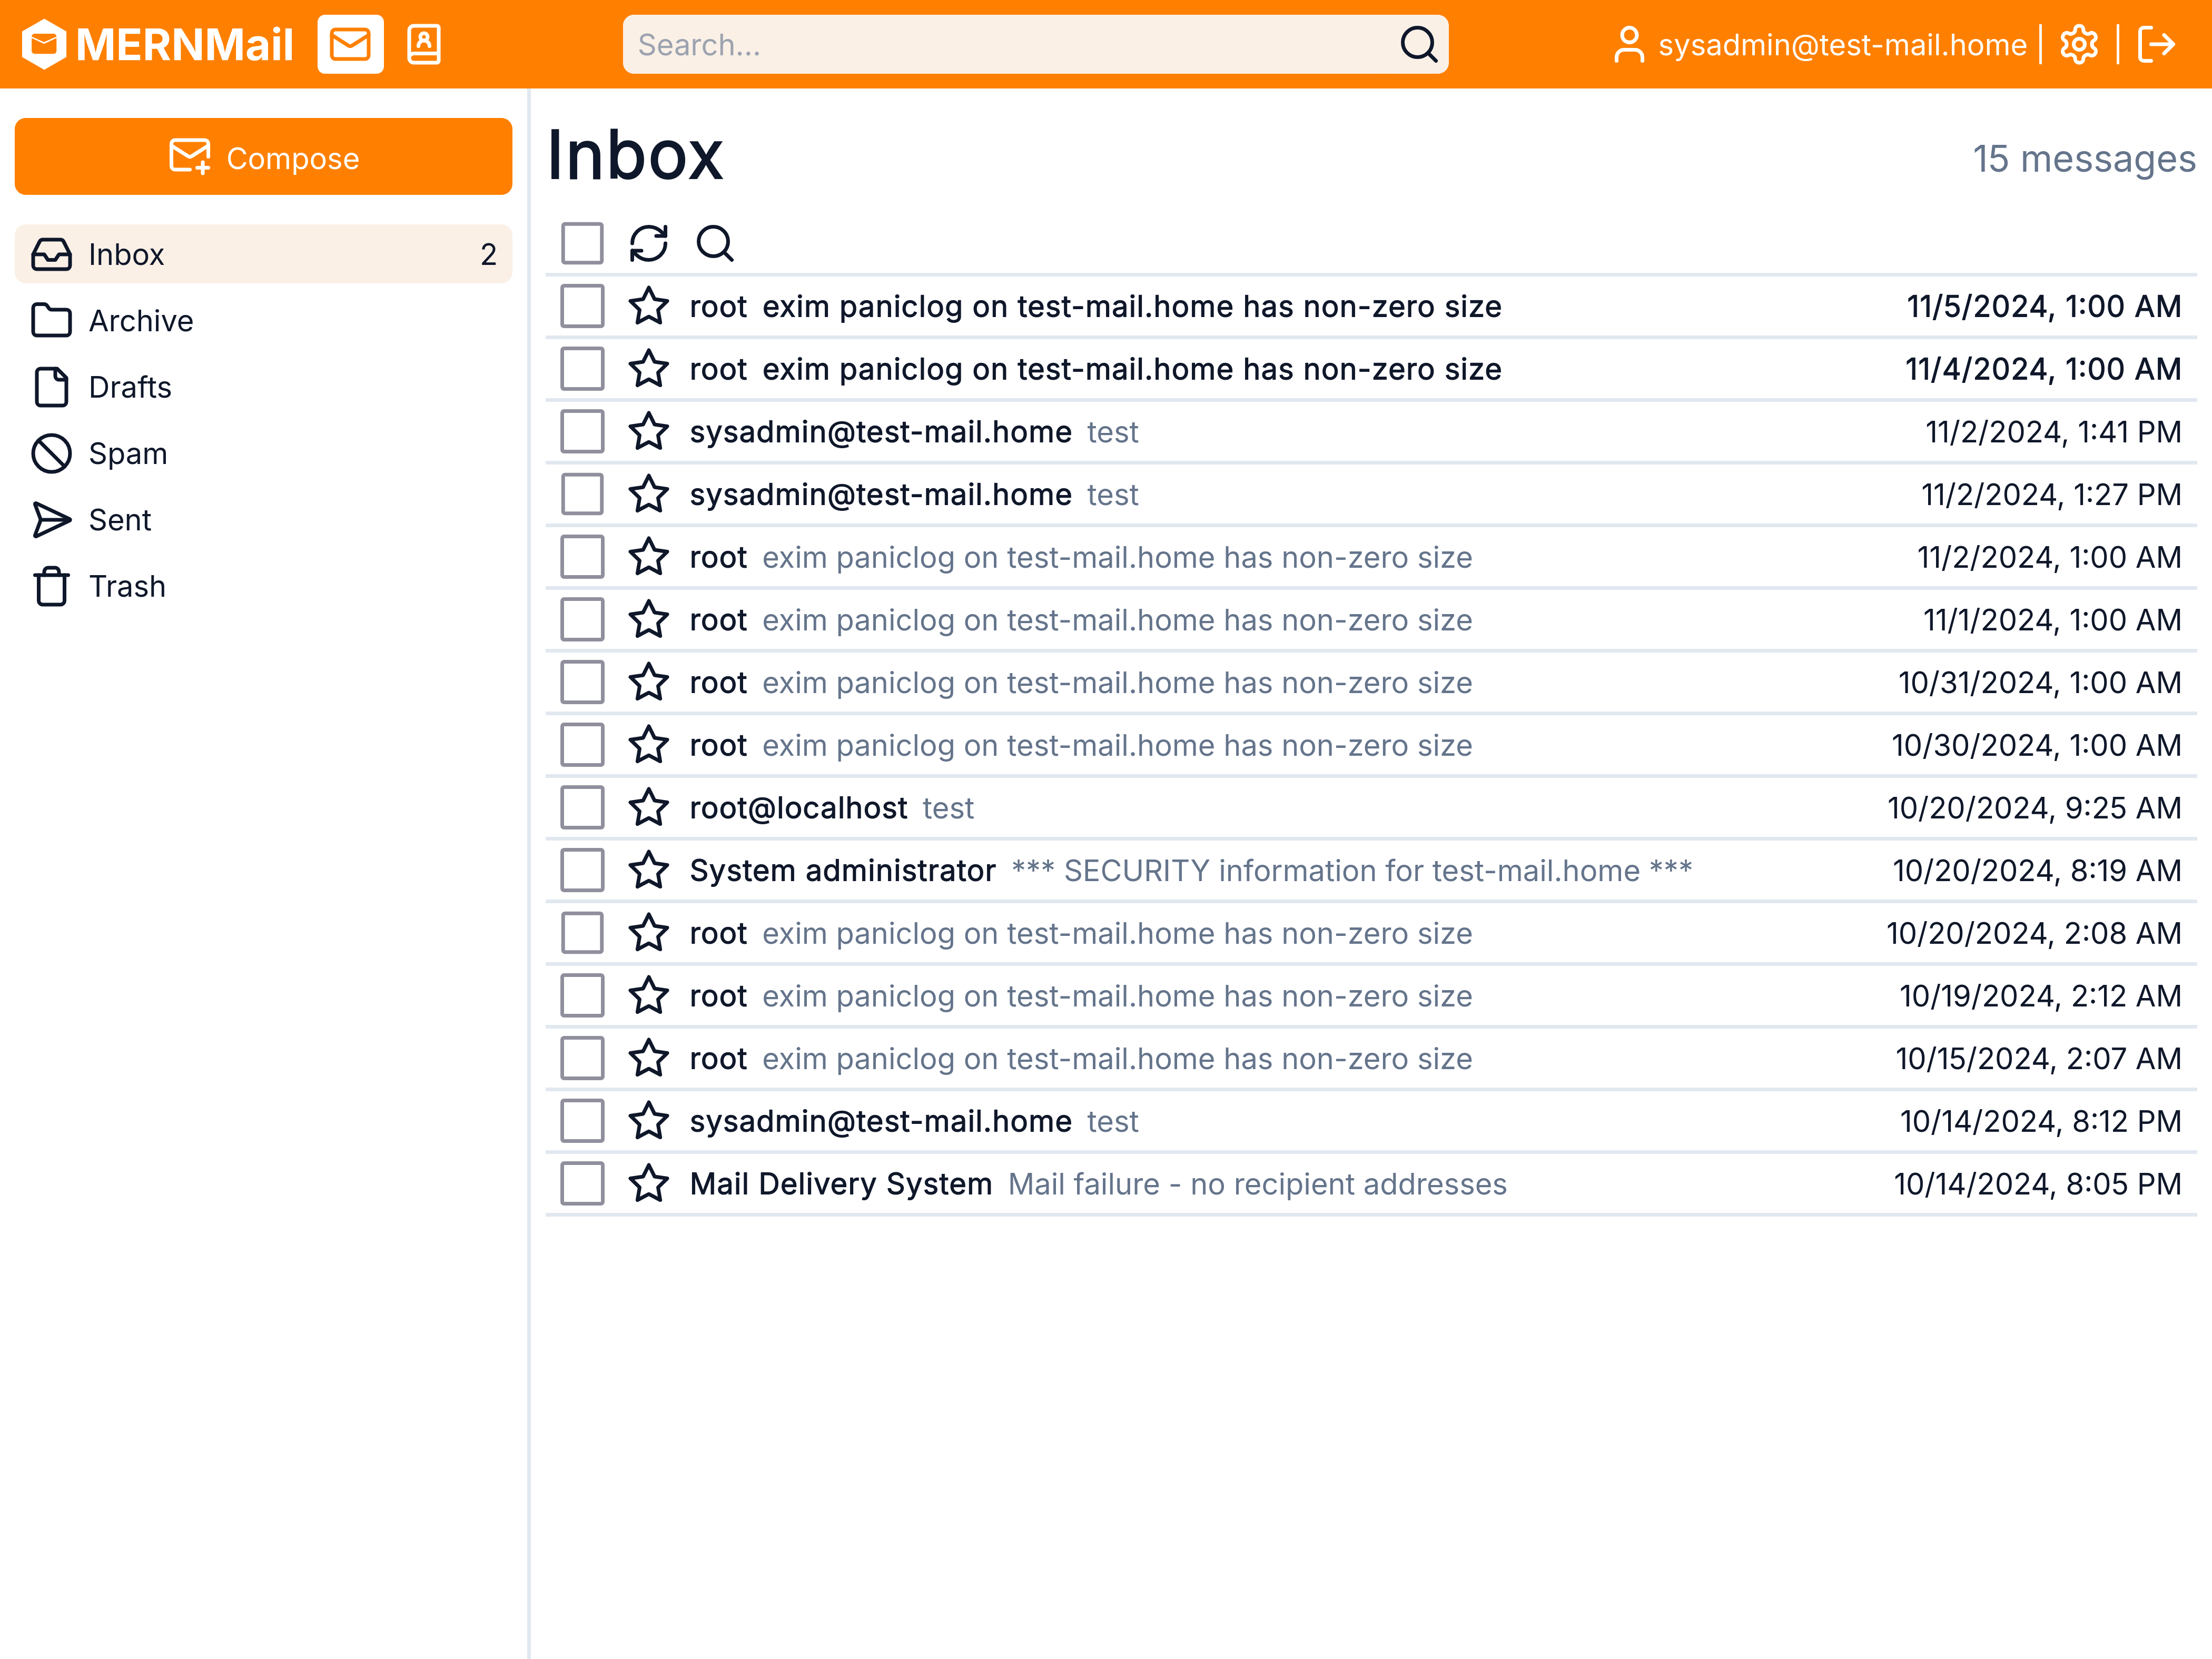 MERNMail Search... sysadmin@test-mail.home
Compose
Inbox 2
Archive
Drafts
Spam
Sent
Trash
Inbox 15 messages
root exim paniclog on test-mail.home has non-zero size 11/5/2024, 1:00 AM
root exim paniclog on test-mail.home has non-zero size 11/4/2024, 1:00 AM
sysadmin@test-mail.home test 11/2/2024, 1:41 PM
sysadmin@test-mail.home test 11/2/2024, 1:27 PM
root exim paniclog on test-mail.home has non-zero size 11/2/2024, 1:00 AM
root exim paniclog on test-mail.home has non-zero size 11/1/2024, 1:00 AM
root exim paniclog on test-mail.home has non-zero size 10/31/2024, 1:00 AM
root exim paniclog on test-mail.home has non-zero size 10/30/2024, 1:00 AM
root@localhost test 10/20/2024, 9:25 AM
System administrator *** SECURITY information for test-mail.home *** 10/20/2024, 8:19 AM
root exim paniclog on test-mail.home has non-zero size 10/20/2024, 2:08 AM
root exim paniclog on test-mail.home has non-zero size 10/19/2024, 2:12 AM
root exim paniclog on test-mail.home has non-zero size 10/15/2024, 2:07 AM
sysadmin@test-mail.home test 10/14/2024, 8:12 PM
Mail Delivery System Mail failure - no recipient addresses 10/14/2024, 8:05 PM